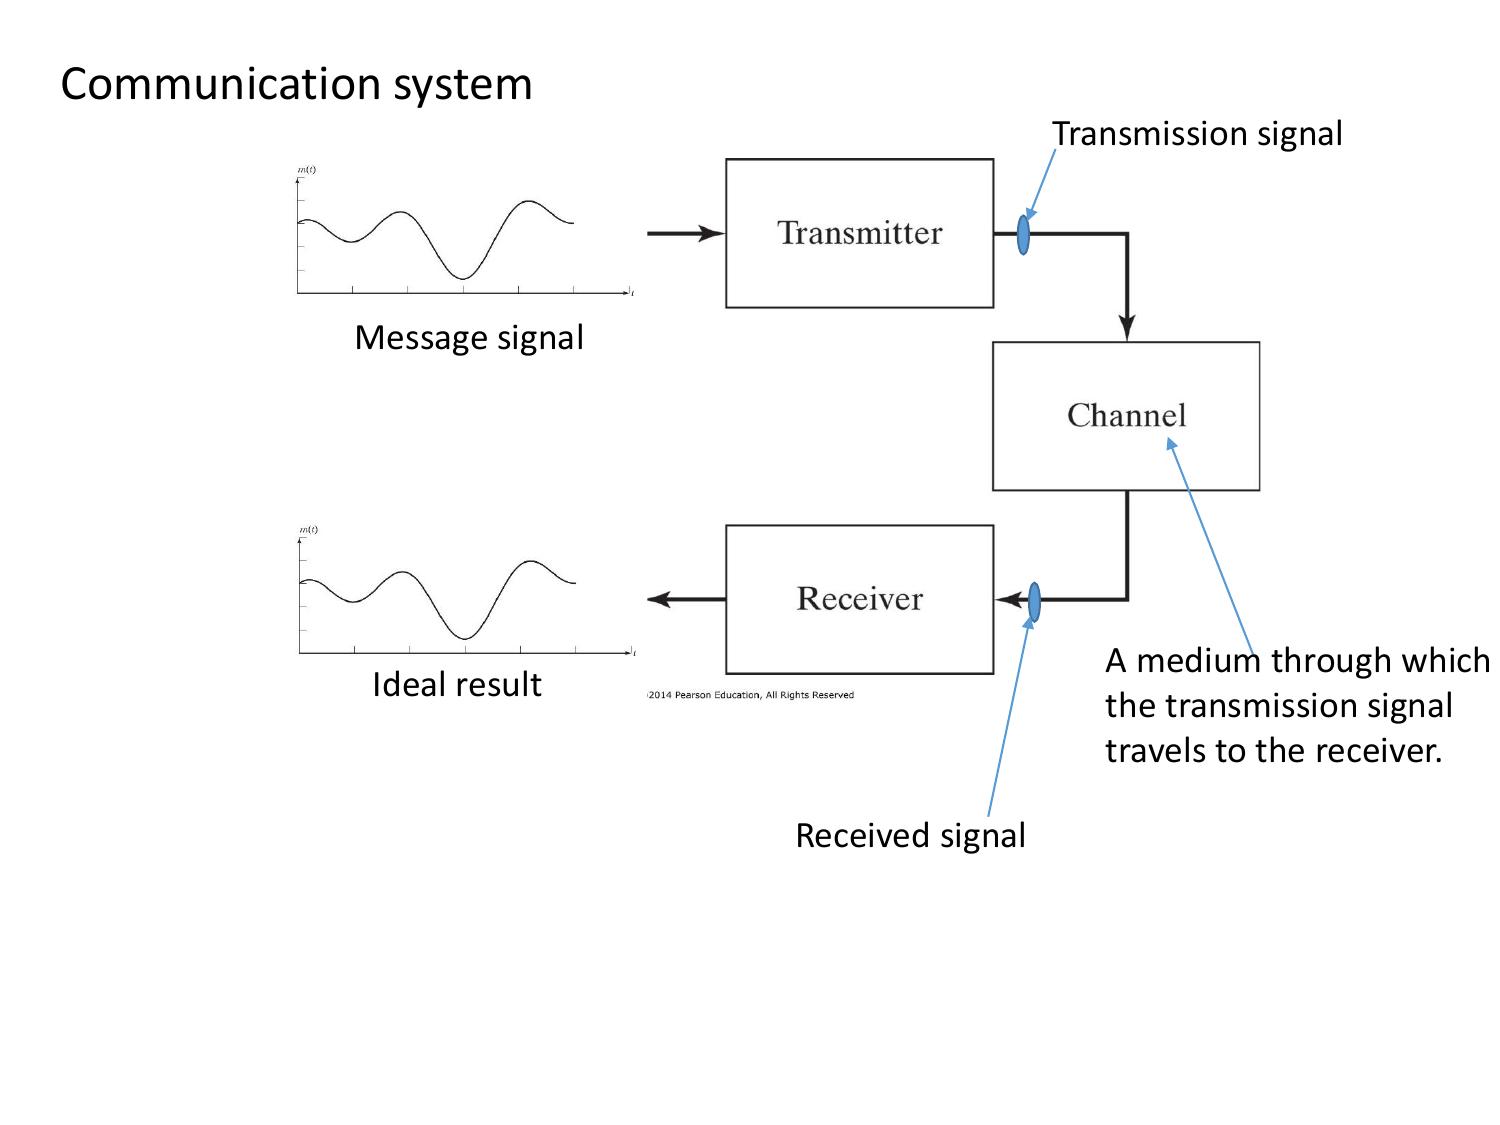 Communication system
Transmission signal
m(t)
Transmitter
t
Message signal
Channel
m(t)
Receiver
t
A medium through which
the transmission signal
travels to the receiver.
Ideal result
©2014 Pearson Education, All Rights Reserved
Received signal